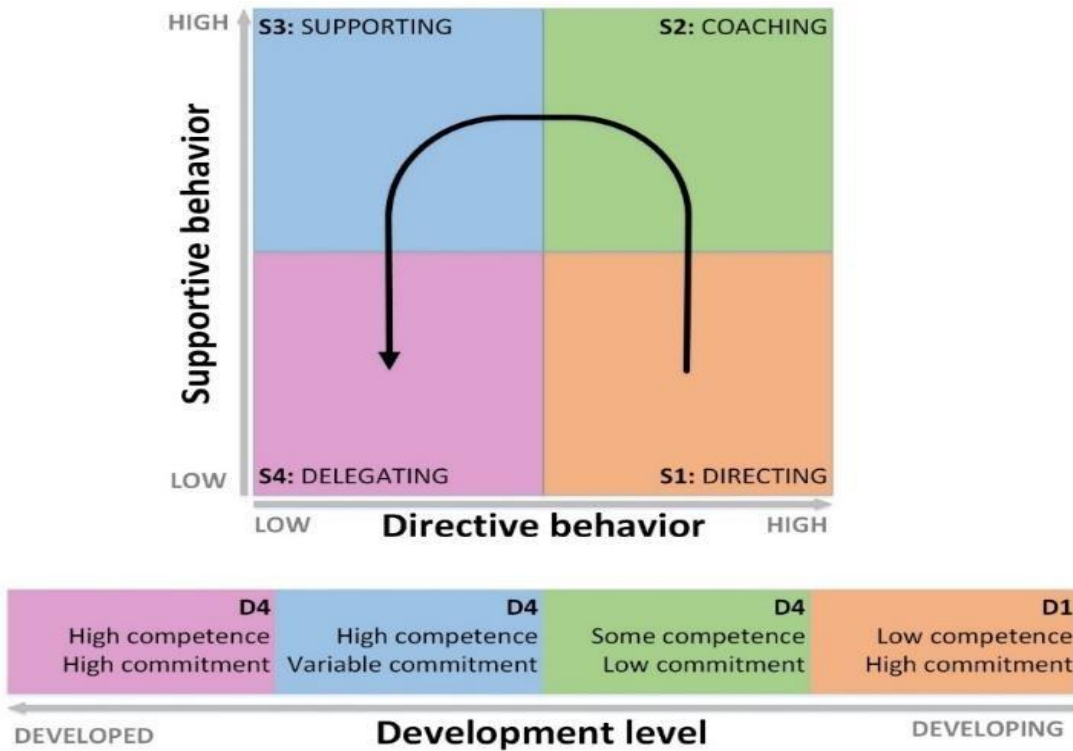 HIGH
S3: SUPPORTING
S2: COACHING
Supportive behavior
LOW
S4: DELEGATING
S1: DIRECTING
LOW
Directive behavior
HIGH
D4
High competence
High commitment
D4
High competence
Variable commitment
D4
Some competence
Low commitment
D1
Low competence
High commitment
DEVELOPED
Development level
DEVELOPING